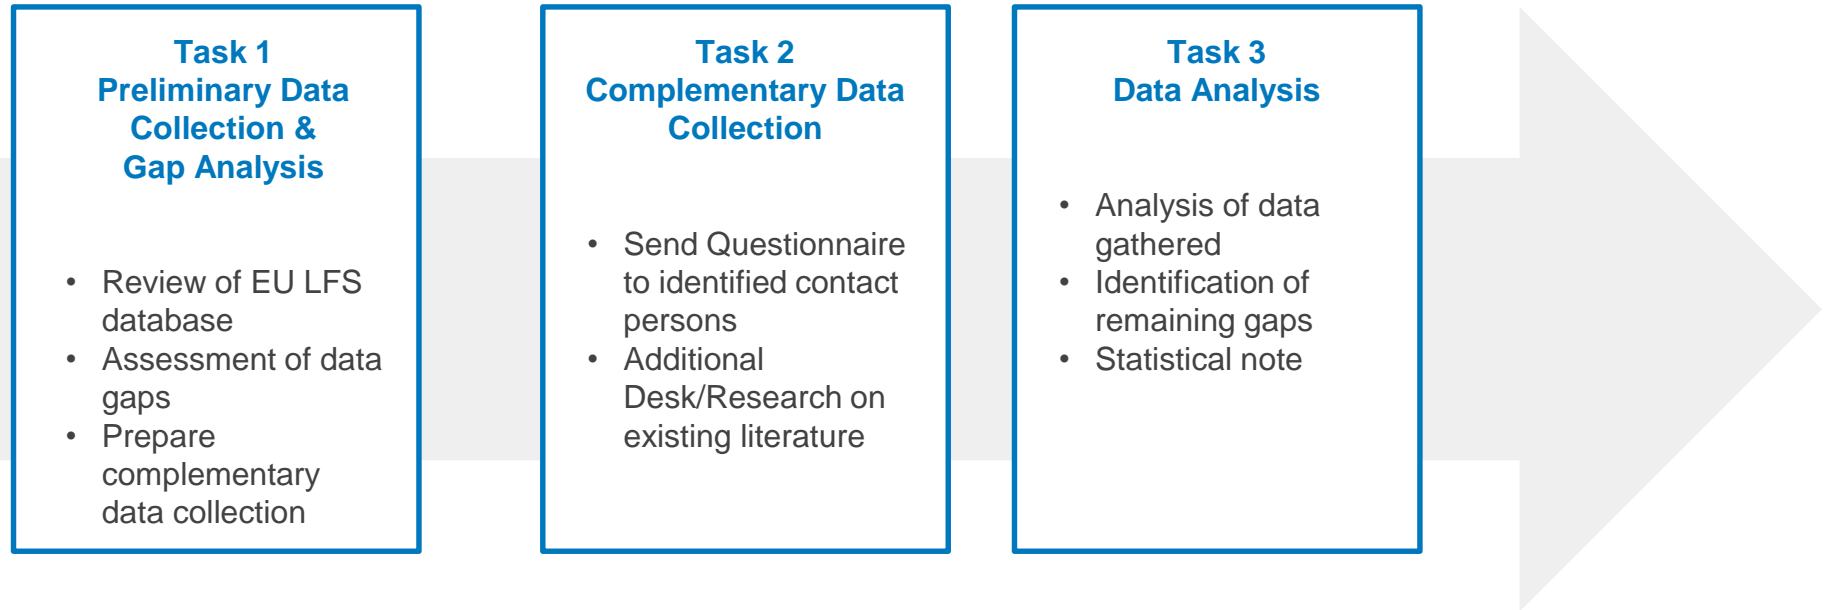 Task 1
Preliminary Data
Collection &
Gap Analysis
• Review of EU LFS
database
• Assessment of data
gaps
• Prepare
complementary
data collection
Task 2
Complementary Data
Collection
• Send Questionnaire
to identified contact
persons
• Additional
Desk/Research on
existing literature
Task 3
Data Analysis
• Analysis of data
gathered
• Identification of
remaining gaps
• Statistical note